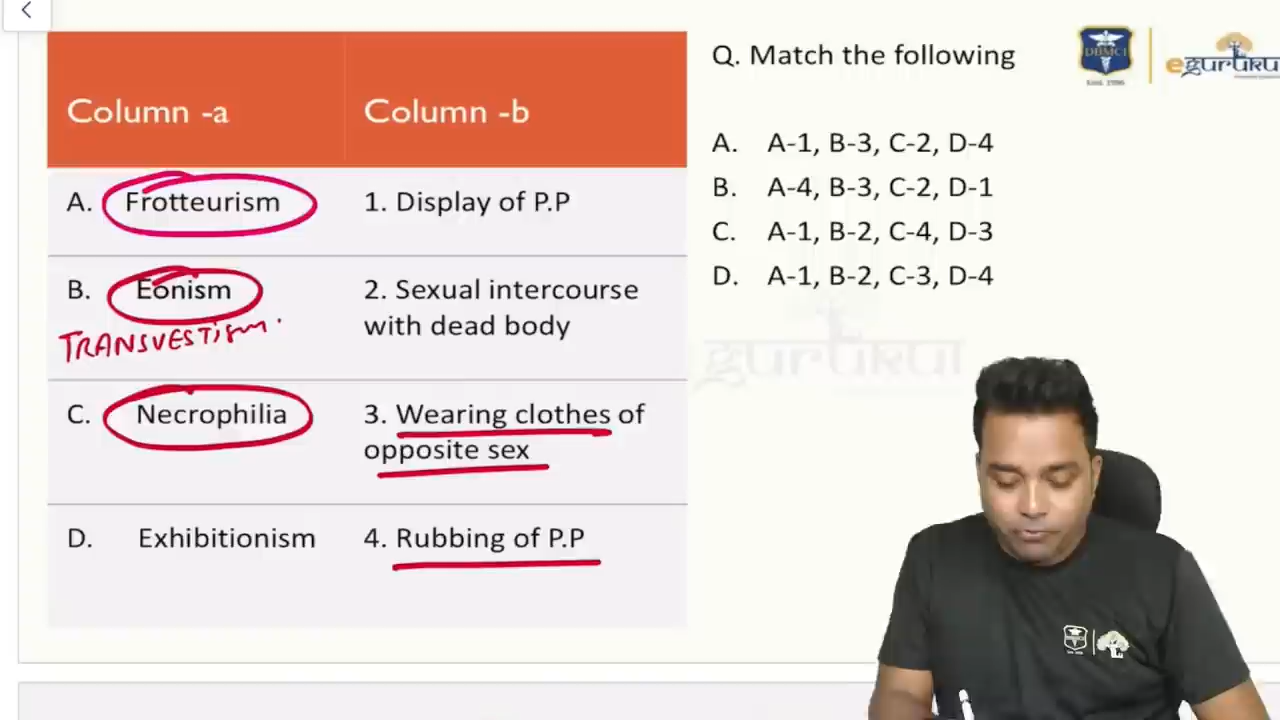 Column -a
Column -b
A. Frotteurism
1. Display of P.P
B. Eonism
TRANSVESTism.
2. Sexual intercourse
with dead body
C. Necrophilia
3. Wearing clothes of
opposite sex
D. Exhibitionism
4. Rubbing of P.P
Q. Match the following
A. A-1, B-3, C-2, D-4
B. A-4, B-3, C-2, D-1
C. A-1, B-2, C-4, D-3
D. A-1, B-2, C-3, D-4
DBMCI
egurukul
gurukul